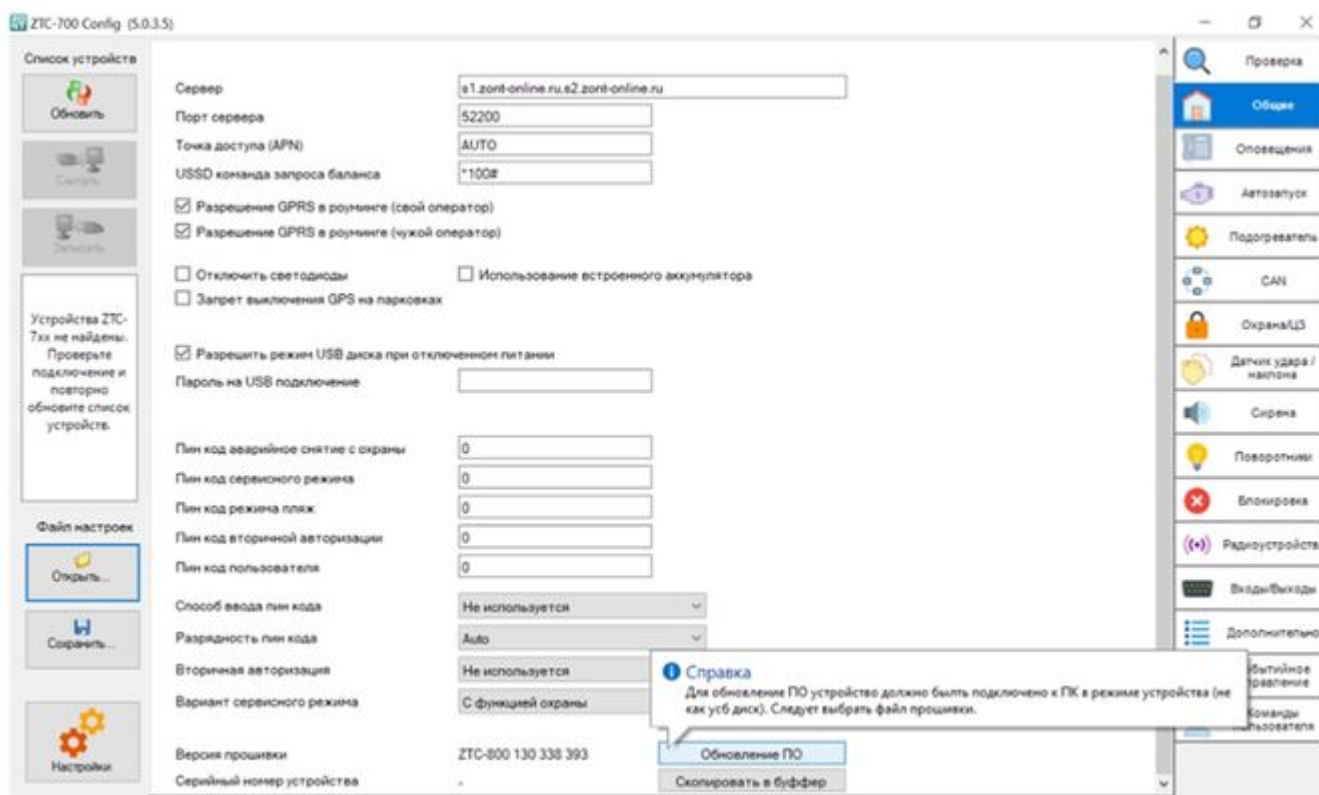 ZTC-700 Config (5.0.3.5)
Список устройств
Обновить
Считать
Записать
Устройства ZTC-
7xx не найдены.
Проверьте
подключение и
повторно
обновите список
устройств.
Файл настроек
Открыть...
Сохранить...
Настройки
Сервер s1.zont-online.ru,s2.zont-online.ru
Порт сервера 52200
Точка доступа (APN) AUTO
USSD команда запроса баланса *100#
Разрешение GPRS в роуминге (свой оператор)
Разрешение GPRS в роуминге (чужой оператор)
Отключить светодиоды Использование встроенного аккумулятора
Запрет выключения GPS на парковках
Разрешить режим USB диска при отключенном питании
Пароль на USB подключение
Пин код аварийное снятие с охраны 0
Пин код сервисного режима 0
Пин код режима пляж 0
Пин код вторичной авторизации 0
Пин код пользователя 0
Способ ввода пин кода Не используется
Разрядность пин кода Auto
Вторичная авторизация Не используется
Вариант сервисного режима С функцией охраны
Справка
Для обновление ПО устройство должно былть подключено к ПК в режиме устройства (не
как усб диск). Следует выбрать файл прошивки.
Версия прошивки ZTC-800 130 338 393 Обновление ПО
Серийный номер устройства - Скопировать в буффер
Проверка
Общие
Оповещения
Автозапуск
Подогреватель
CAN
Охрана/ЦЗ
Датчик удара /
наклона
Сирена
Поворотники
Блокировка
Радиоустройств
Входы/Выходы
Дополнительно
бытийное
правление
Команды
пользователя